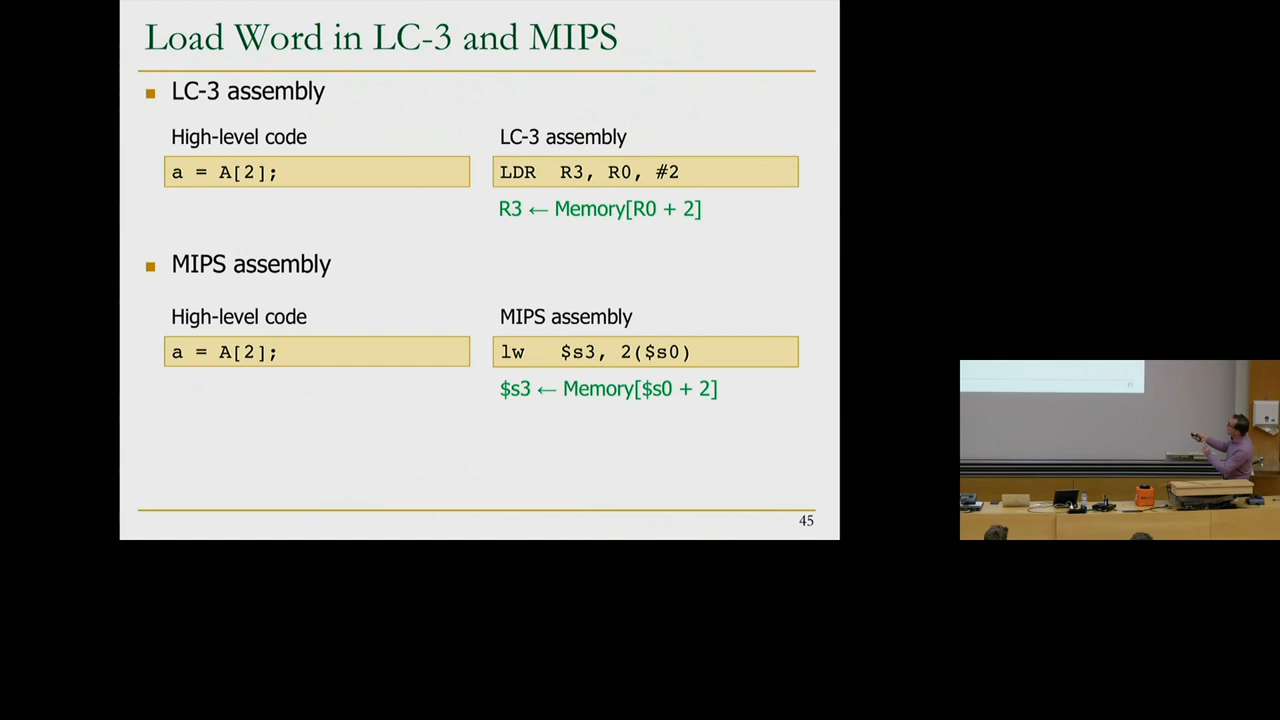 Load Word in LC-3 and MIPS
LC-3 assembly
High-level code
a = A[2];
LC-3 assembly
LDR R3, R0, #2
R3 ← Memory[R0 + 2]
MIPS assembly
High-level code
a = A[2];
MIPS assembly
lw $s3, 2($s0)
$s3 ← Memory[$s0 + 2]
45